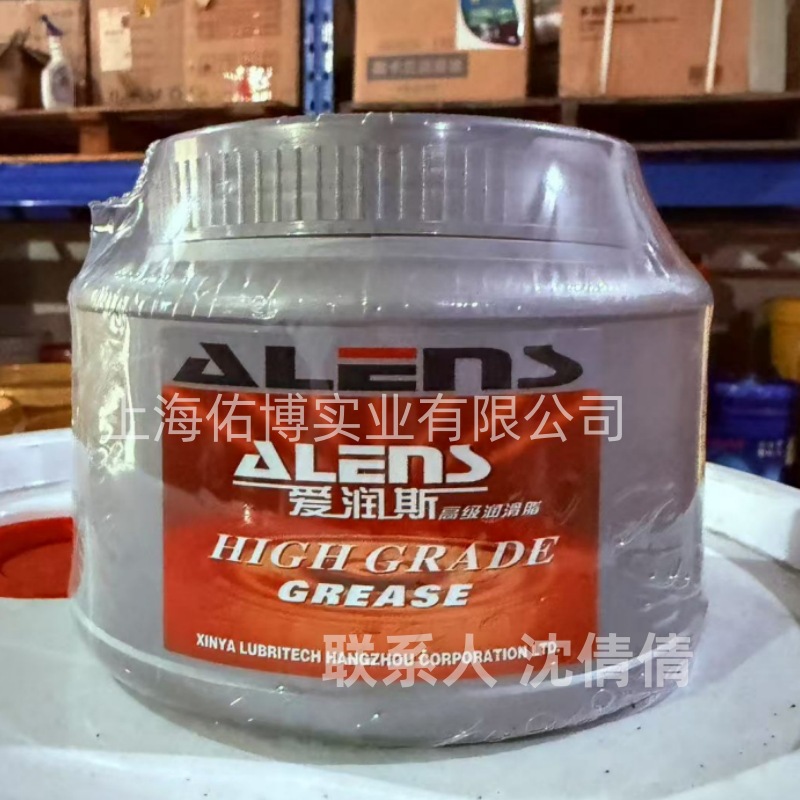 ALENS
上海佑博实业有限公司
ALENS
爱润斯 高级润滑脂
HIGH GRADE
GREASE
XINYA LUBRITECH HANGZHOU CORPORATION LTD.
联系人 沈倩倩